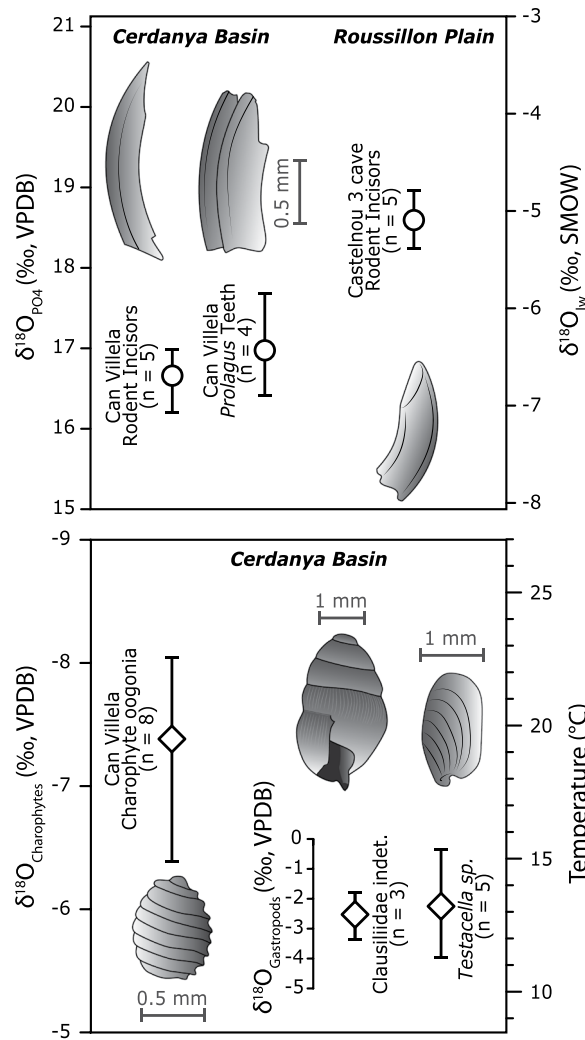 Cerdanya Basin
Roussillon Plain
21
20
19
18
17
16
15
δ¹⁸O_PO4 (‰, VPDB)
-3
-4
-5
-6
-7
-8
δ¹⁸O_lw (‰, SMOW)
0.5 mm
Can Villela
Rodent Incisors
(n = 5)
Can Villela
Prolagus Teeth
(n = 4)
Castelnou 3 cave
Rodent Incisors
(n = 5)
Cerdanya Basin
-9
-8
-7
-6
-5
δ¹⁸O_Charophytes (‰, VPDB)
25
20
15
10
Temperature (°C)
Can Villela
Charophyte oogonia
(n = 8)
0.5 mm
1 mm
1 mm
0
-1
-2
-3
-4
-5
δ¹⁸O_Gastropods (‰, VPDB)
Clausiliidae indet.
(n = 3)
Testacella sp.
(n = 5)